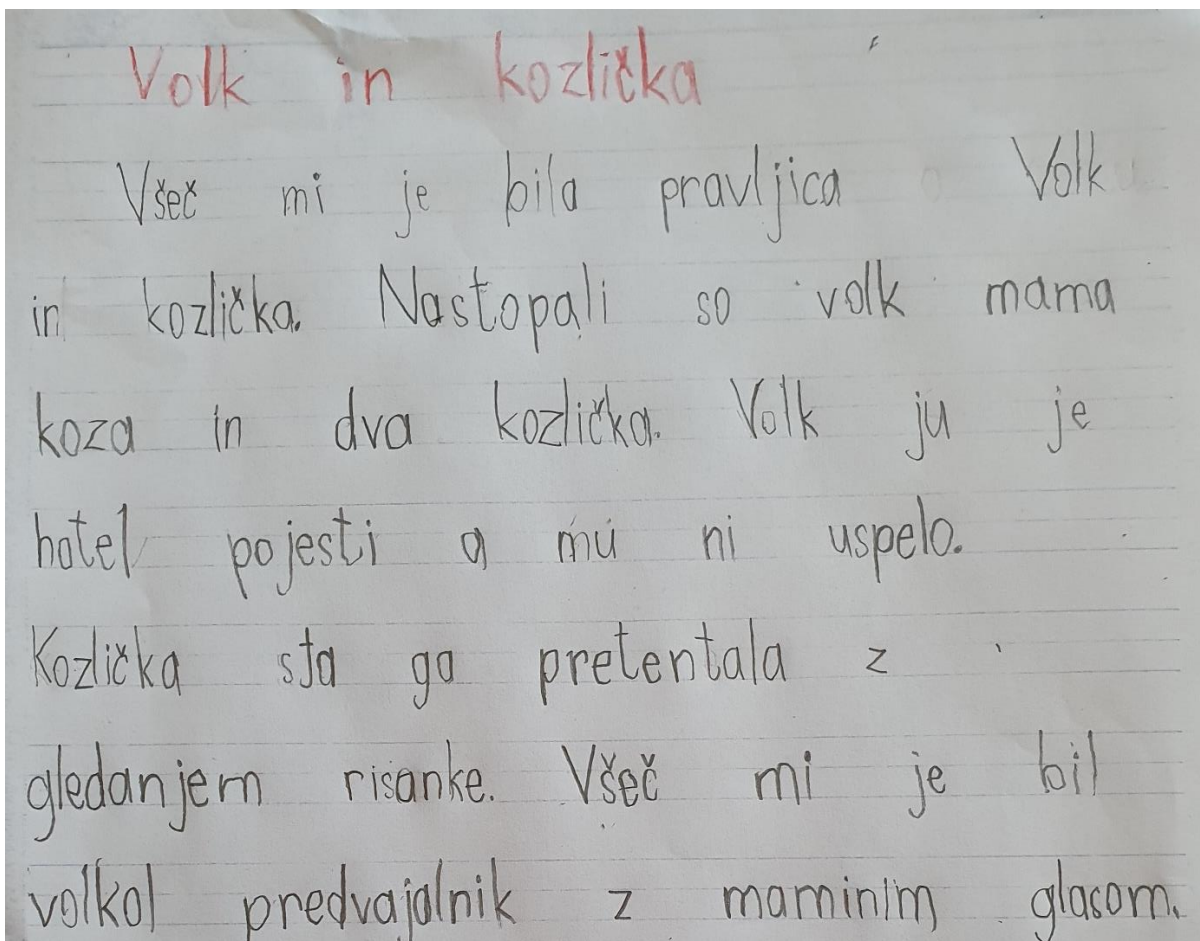 Volk in kozlička
Všeč mi je bila pravljica Volk
in kozlička. Nastopali so volk mama
koza in dva kozlička. Volk ju je
hotel pojesti a mu ni uspelo.
Kozlička sta ga pretentala z
gledanjem risanke. Všeč mi je bil
predvajalnik z maminim glasom.